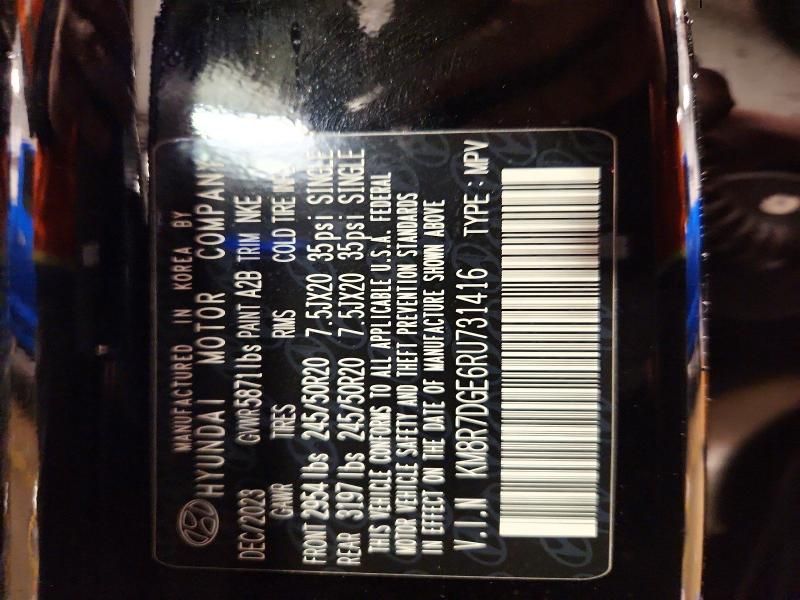 MANUFACTURED IN KOREA BY
HYUNDAI MOTOR COMPANY
DEC/2023 GVWR5871lbs PAINT A2B TRIM NKE
GAWR TIRES RIMS COLD TIRE
FRONT 2954 lbs 245/50R20 7.5JX20 35psi SINGLE
REAR 3197 lbs 245/50R20 7.5JX20 35psi SINGLE
THIS VEHICLE CONFORMS TO ALL APPLICABLE U.S.A. FEDERAL
MOTOR VEHICLE SAFETY AND THEFT PREVENTION STANDARDS
IN EFFECT ON THE DATE OF MANUFACTURE SHOWN ABOVE
V.I.N KM8R7DGE6RU731416 TYPE : MPV